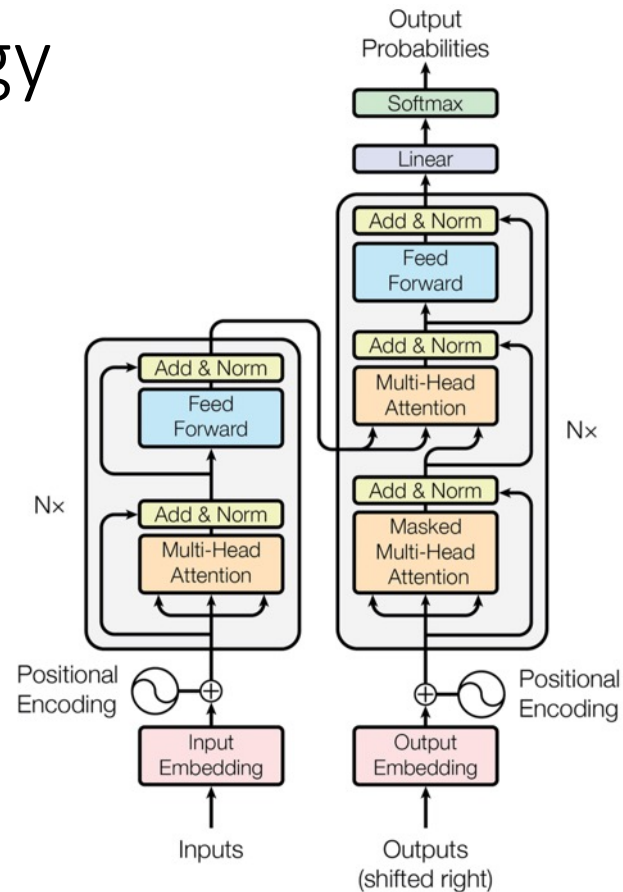 gy
Output
Probabilities
Softmax
Linear
Add & Norm
Feed
Forward
Add & Norm
Multi-Head
Attention
Nx
Add & Norm
Masked
Multi-Head
Attention
Positional
Encoding
Output
Embedding
Outputs
(shifted right)
Add & Norm
Feed
Forward
Nx
Add & Norm
Multi-Head
Attention
Positional
Encoding
Input
Embedding
Inputs